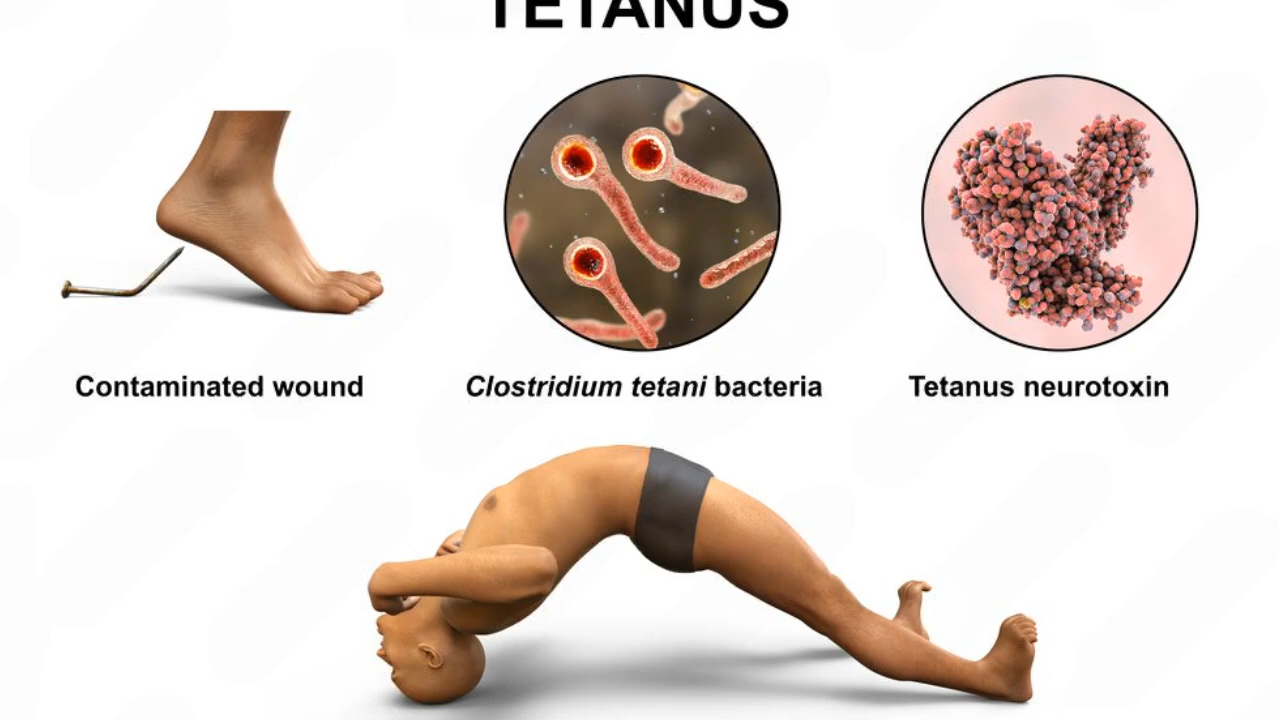 TETANUS
Contaminated wound
Clostridium tetani bacteria
Tetanus neurotoxin